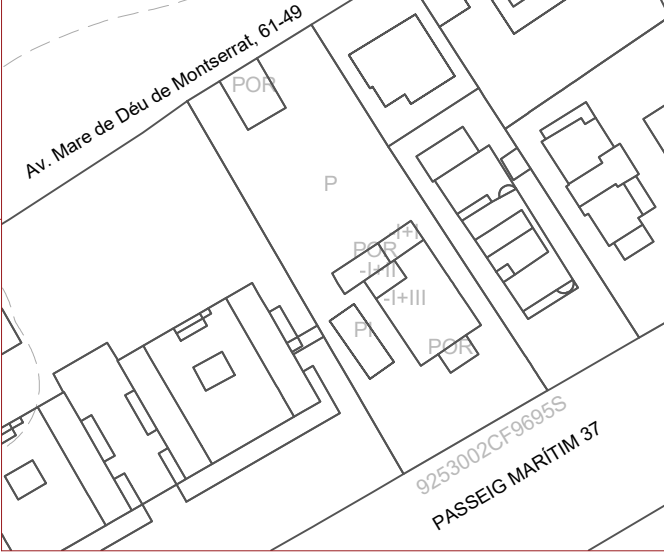 Av. Mare de Déu de Montserrat, 61-49
POR
P
I+I
POR
-I+II
-I+III
PI
POR
9253002CF9695S
PASSEIG MARÍTIM 37